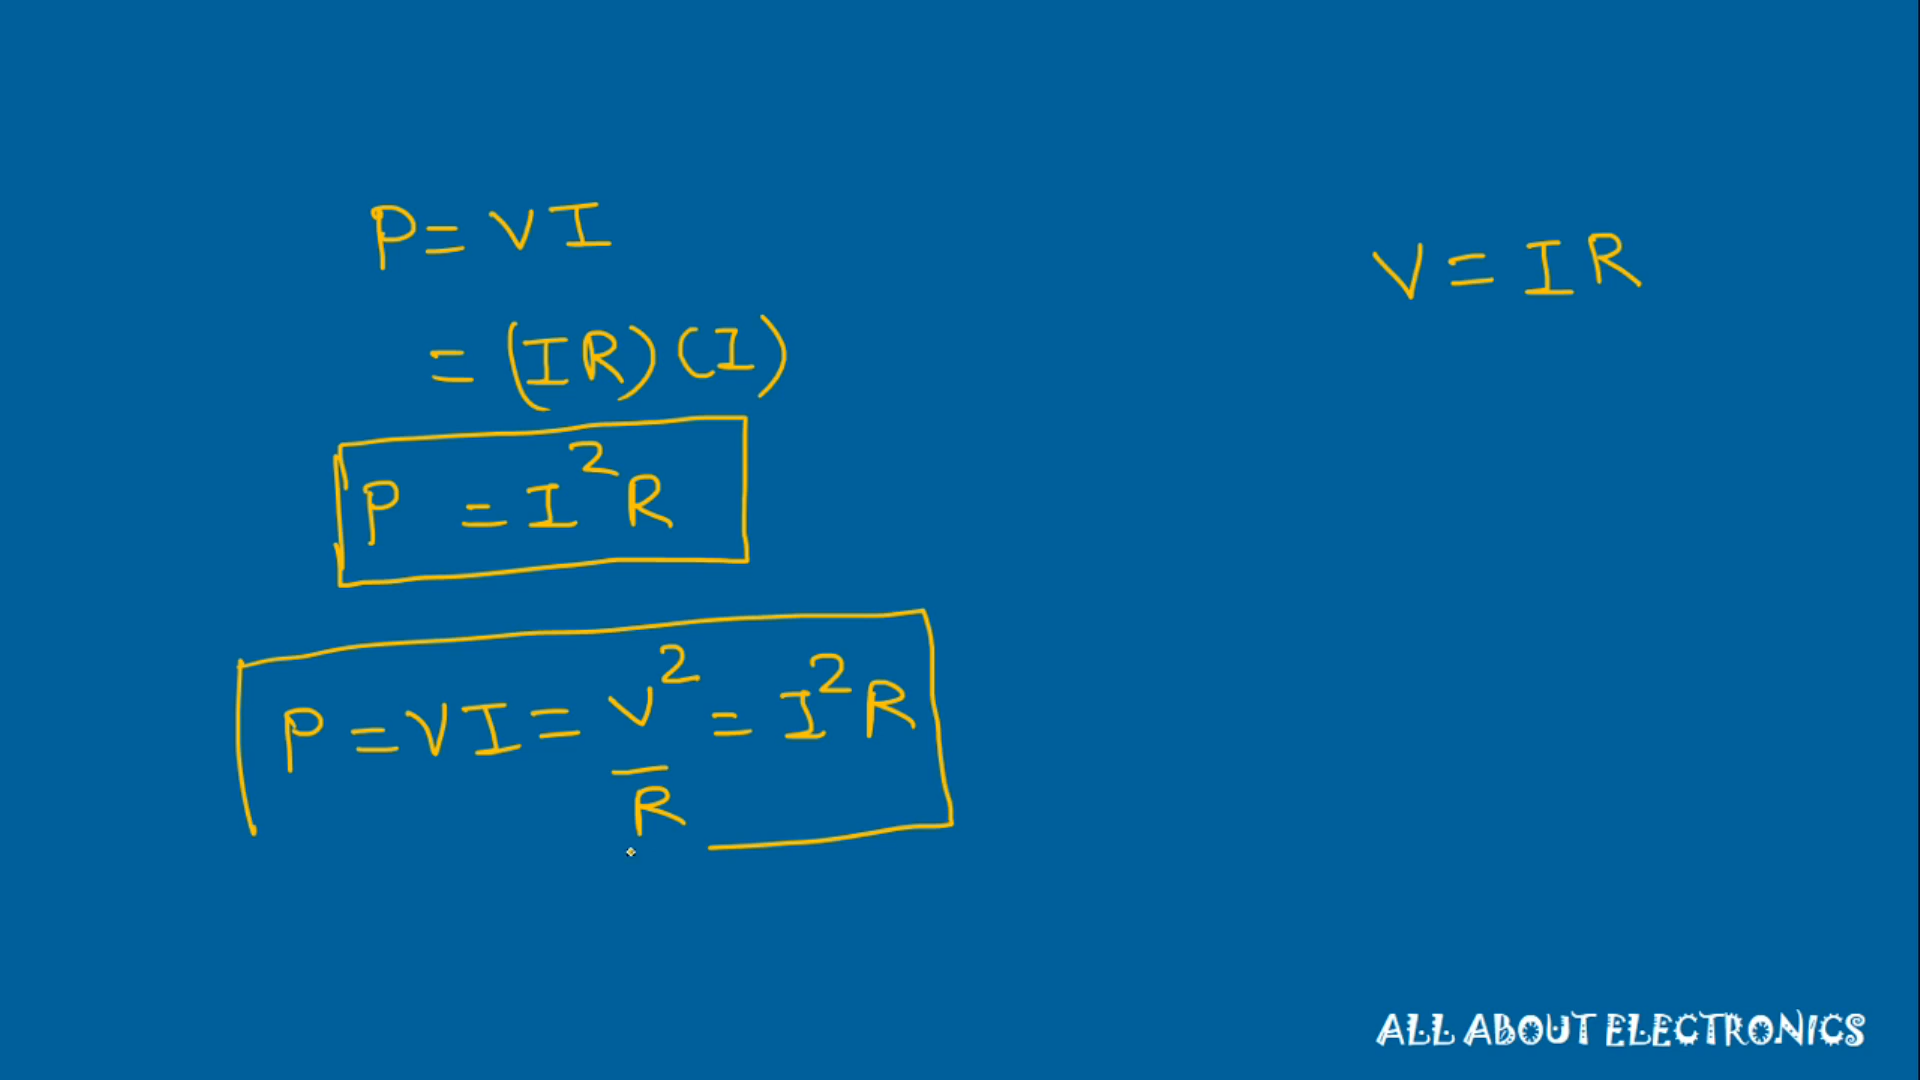 P = VI
V = IR
= (IR) (I)
P = I²R
P = VI = V²/R = I²R
ALL ABOUT ELECTRONICS